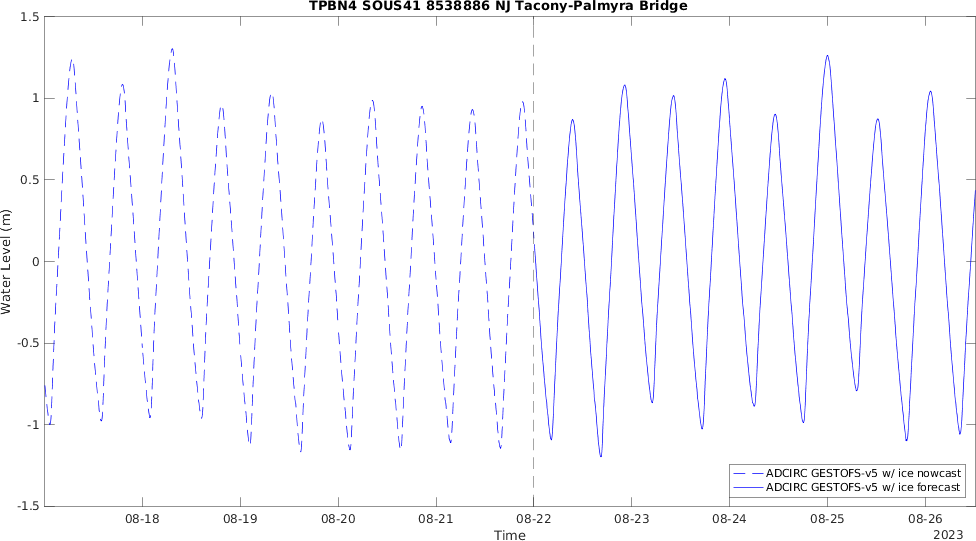 TPBN4 SOUS41 8538886 NJ Tacony-Palmyra Bridge
1.5
1
0.5
0
-0.5
-1
-1.5
Water Level (m)
ADCIRC GESTOFS-v5 w/ ice nowcast
ADCIRC GESTOFS-v5 w/ ice forecast
08-18 08-19 08-20 08-21 08-22 08-23 08-24 08-25 08-26
Time
2023